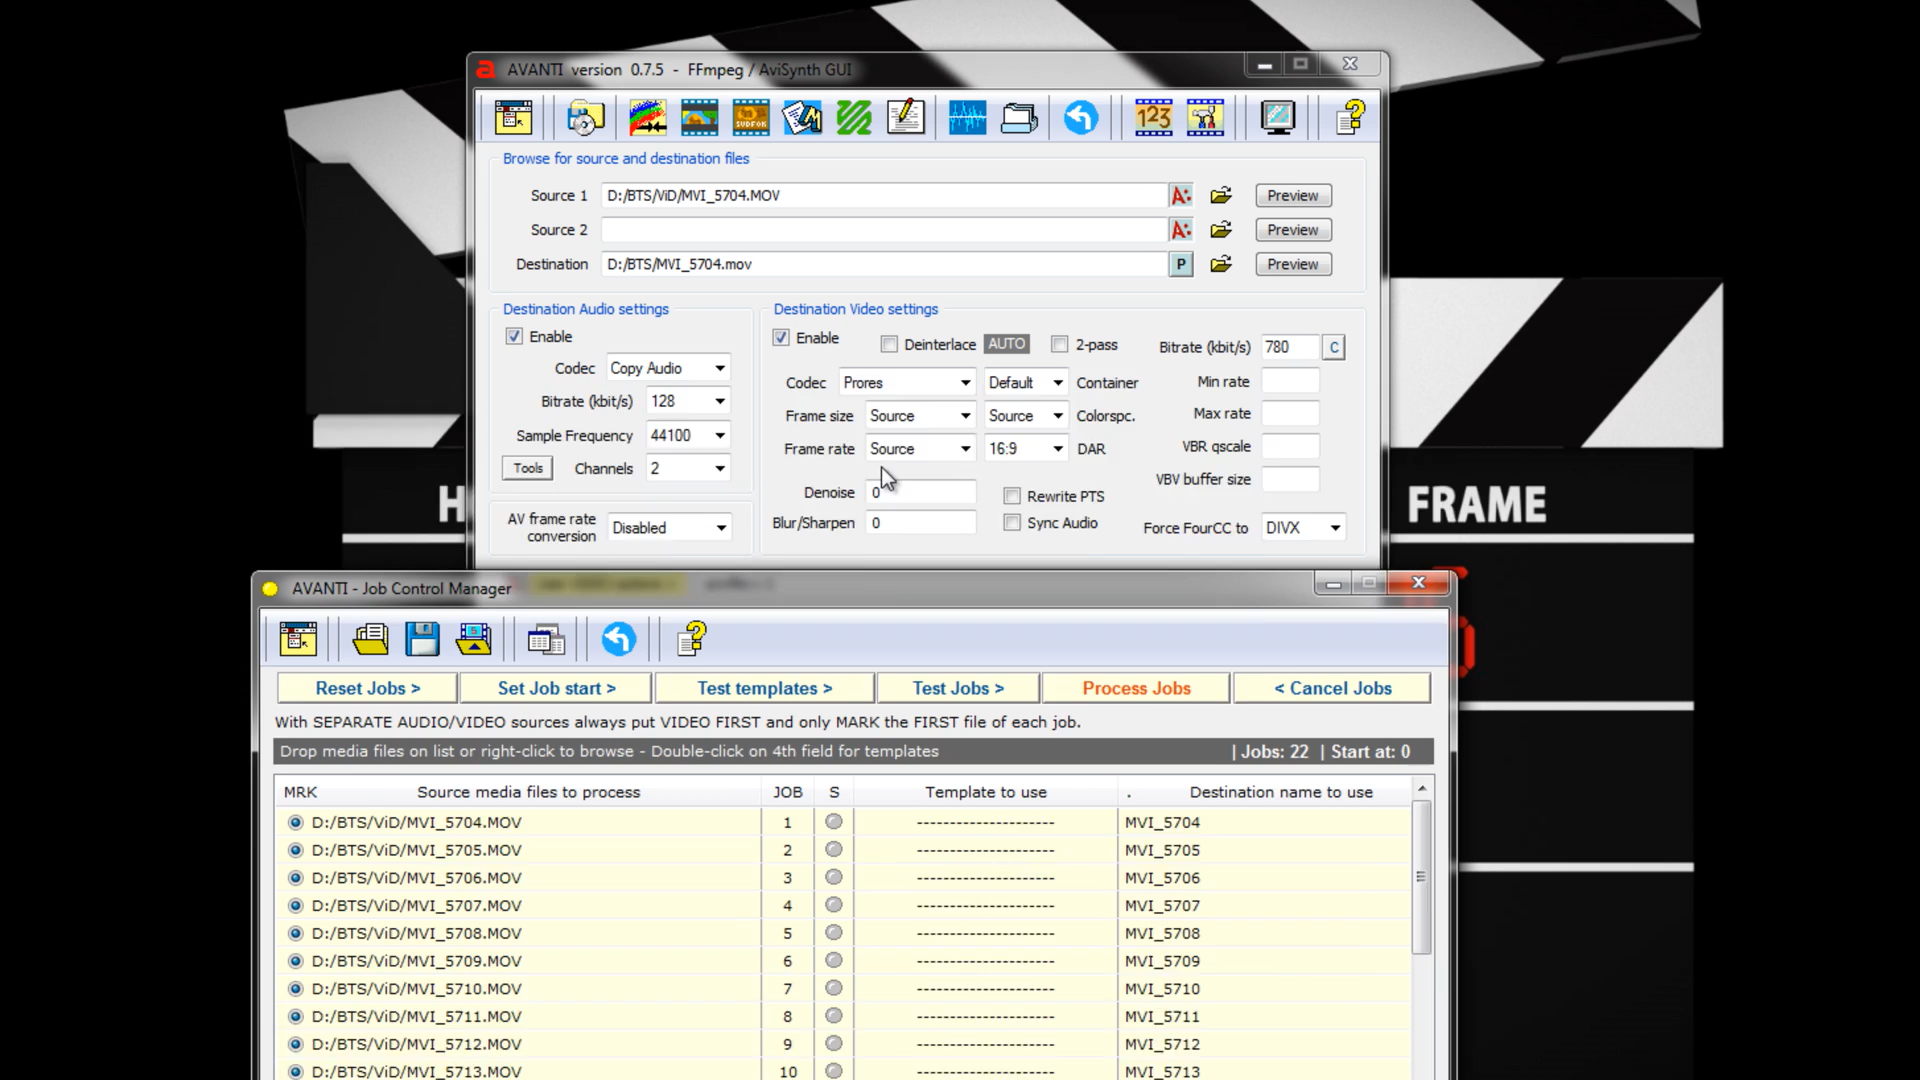 AVANTI version 0.7.5 - FFmpeg / AviSynth GUI
123
Browse for source and destination files
Source 1 D:/BTS/ViD/MVI_5704.MOV A: Preview
Source 2 A: Preview
Destination D:/BTS/MVI_5704.mov P Preview
Destination Audio settings
Enable
Codec Copy Audio
Bitrate (kbit/s) 128
Sample Frequency 44100
Tools Channels 2
AV frame rate
conversion Disabled
Destination Video settings
Enable Deinterlace AUTO 2-pass Bitrate (kbit/s) 780 C
Codec Prores Default Container Min rate
Frame size Source Source Colorspc. Max rate
Frame rate Source 16:9 DAR VBR qscale
VBV buffer size
Denoise 0 Rewrite PTS
Blur/Sharpen 0 Sync Audio Force FourCC to DIVX
H
FRAME
AVANTI - Job Control Manager
Reset Jobs > Set Job start > Test templates > Test Jobs > Process Jobs < Cancel Jobs
With SEPARATE AUDIO/VIDEO sources always put VIDEO FIRST and only MARK the FIRST file of each job.
Drop media files on list or right-click to browse - Double-click on 4th field for templates | Jobs: 22 | Start at: 0
MRK Source media files to process JOB S Template to use . Destination name to use
D:/BTS/ViD/MVI_5704.MOV 1 --------------------- MVI_5704
D:/BTS/ViD/MVI_5705.MOV 2 --------------------- MVI_5705
D:/BTS/ViD/MVI_5706.MOV 3 --------------------- MVI_5706
D:/BTS/ViD/MVI_5707.MOV 4 --------------------- MVI_5707
D:/BTS/ViD/MVI_5708.MOV 5 --------------------- MVI_5708
D:/BTS/ViD/MVI_5709.MOV 6 --------------------- MVI_5709
D:/BTS/ViD/MVI_5710.MOV 7 --------------------- MVI_5710
D:/BTS/ViD/MVI_5711.MOV 8 --------------------- MVI_5711
D:/BTS/ViD/MVI_5712.MOV 9 --------------------- MVI_5712
D:/BTS/ViD/MVI_5713.MOV 10 --------------------- MVI_5713